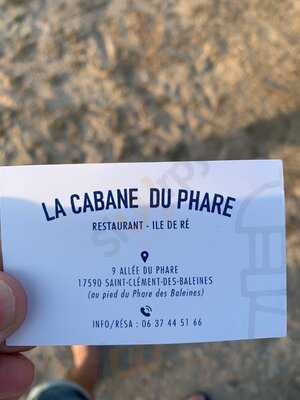 LA CABANE DU PHARE
RESTAURANT - ILE DE RÉ
9 ALLÉE DU PHARE
17590 SAINT-CLÉMENT-DES-BALEINES
(au pied du Phare des Baleines)
INFO/RÉSA : 06 37 44 51 66